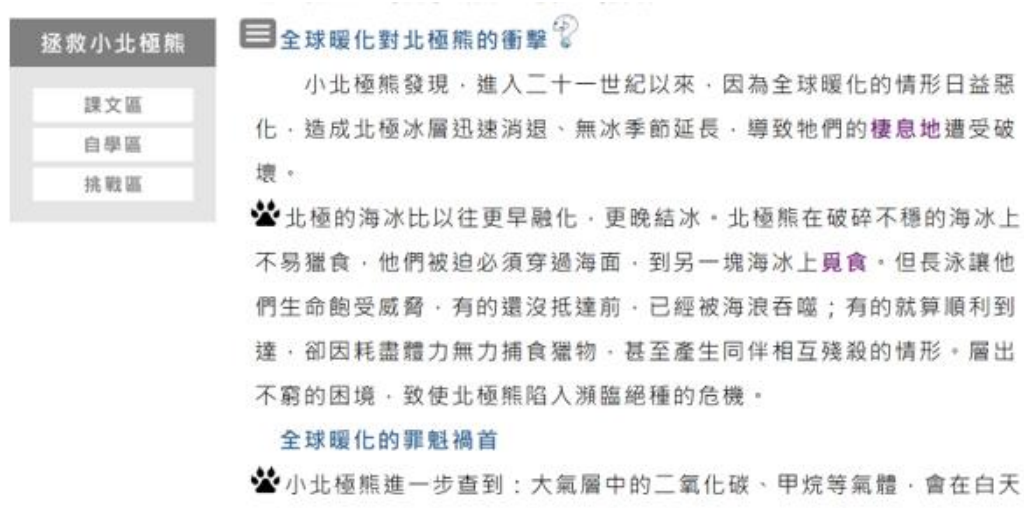 拯救小北極熊
課文區
自學區
挑戰區
全球暖化對北極熊的衝擊
小北極熊發現，進入二十一世紀以來，因為全球暖化的情形日益惡
化，造成北極冰層迅速消退、無冰季節延長，導致牠們的棲息地遭受破
壞。
北極的海冰比以往更早融化，更晚結冰。北極熊在破碎不穩的海冰上
不易獵食，他們被迫必須穿過海面，到另一塊海冰上覓食。但長泳讓他
們生命飽受威脅，有的還沒抵達前，已經被海浪吞噬；有的就算順利到
達，卻因耗盡體力無力捕食獵物，甚至產生同伴相互殘殺的情形。層出
不窮的困境，致使北極熊陷入瀕臨絕種的危機。
全球暖化的罪魁禍首
小北極熊進一步查到：大氣層中的二氧化碳、甲烷等氣體，會在白天